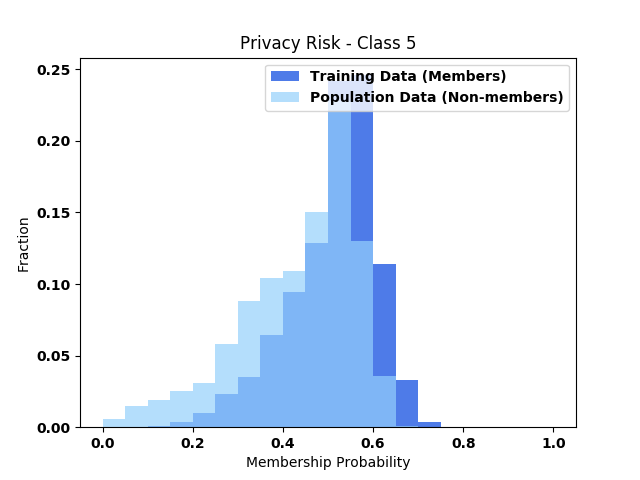 Privacy Risk - Class 5
Training Data (Members)
Population Data (Non-members)
0.25
0.20
0.15
0.10
0.05
0.00
Fraction
0.0 0.2 0.4 0.6 0.8 1.0
Membership Probability